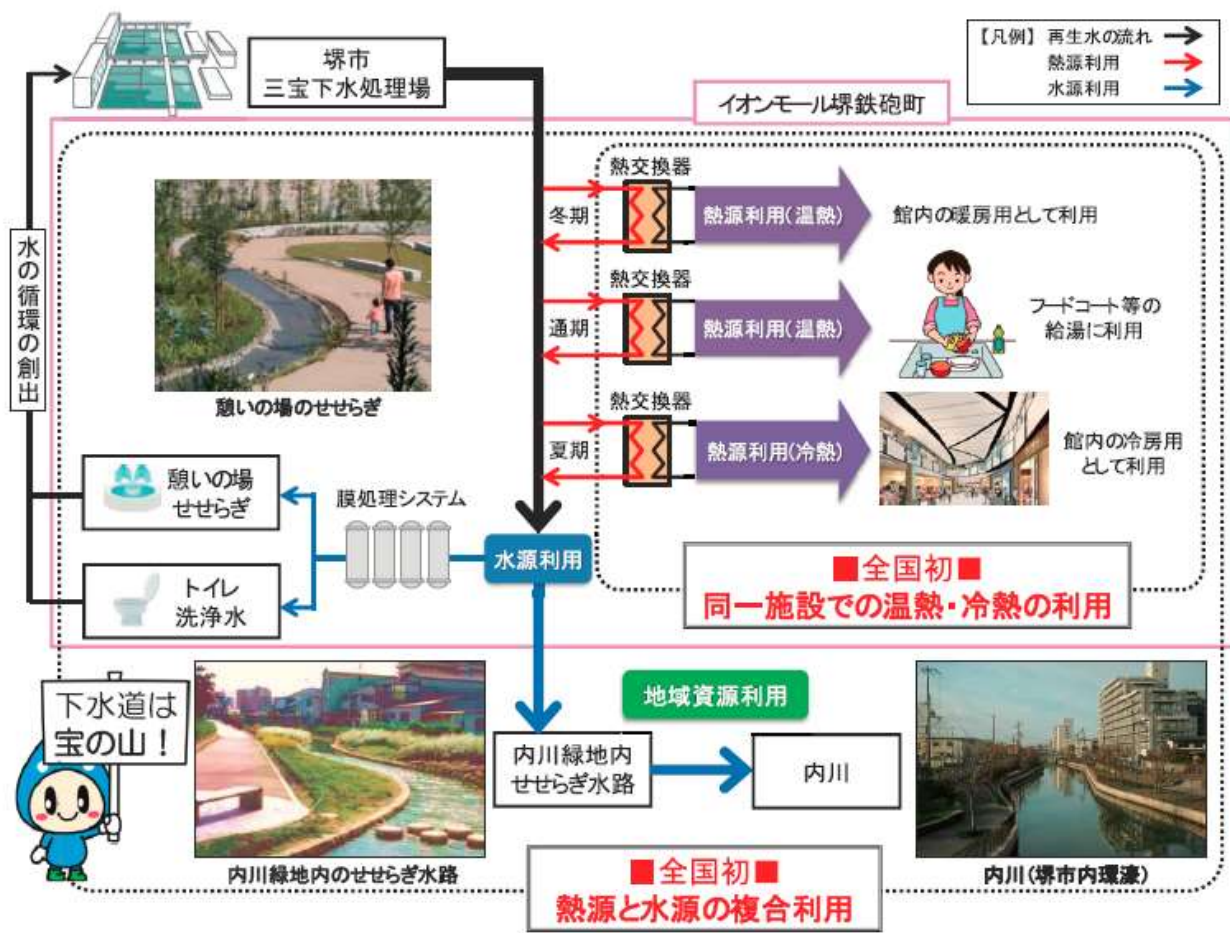 堺市
三宝下水処理場
【凡例】 再生水の流れ
熱源利用
水源利用
イオンモール堺鉄砲町
熱交換器
冬期
熱源利用(温熱)
館内の暖房用として利用
熱交換器
通期
熱源利用(温熱)
フードコート等の
給湯に利用
熱交換器
夏期
熱源利用(冷熱)
館内の冷房用
として利用
水の循環の創出
憩いの場のせせらぎ
憩いの場
せせらぎ
膜処理システム
水源利用
トイレ
洗浄水
■全国初■
同一施設での温熱・冷熱の利用
下水道は
宝の山！
地域資源利用
内川緑地内
せせらぎ水路
内川
内川緑地内のせせらぎ水路
内川(堺市内環濠)
■全国初■
熱源と水源の複合利用